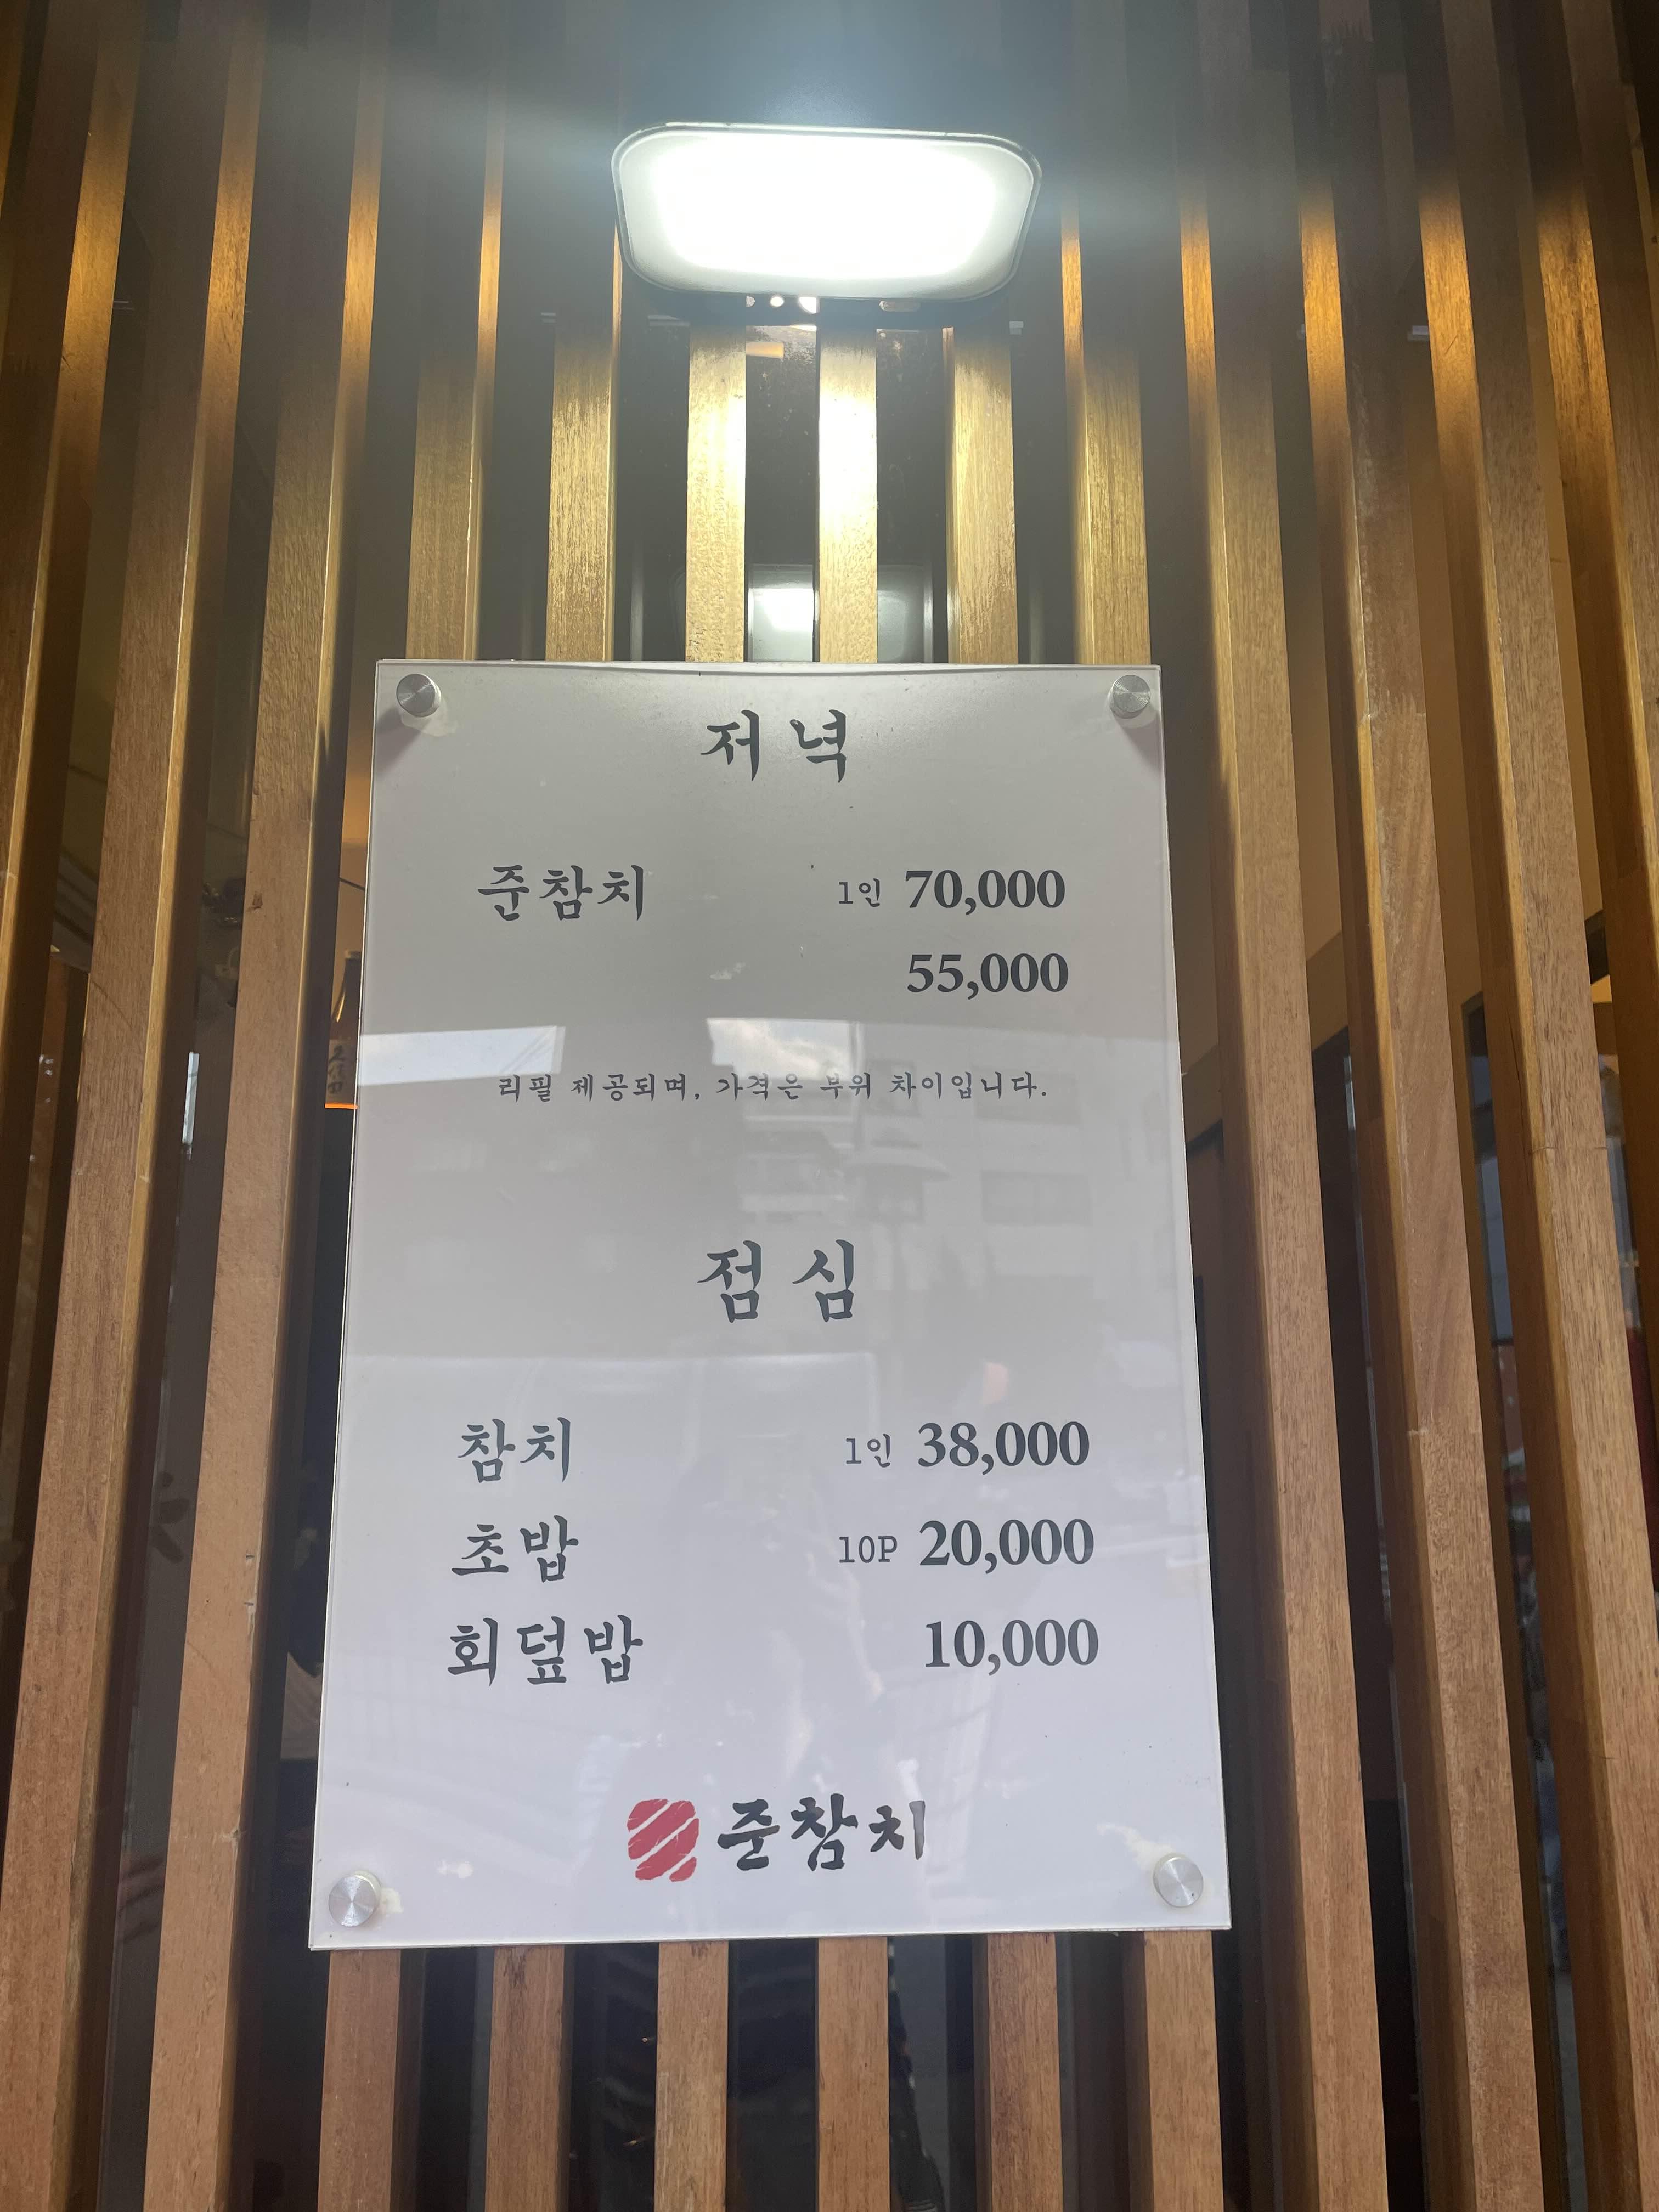 저녁
준참치 1인 70,000
55,000
리필 제공되며, 가격은 부위 차이입니다.
점심
참치 1인 38,000
초밥 10P 20,000
회덮밥 10,000
준참치